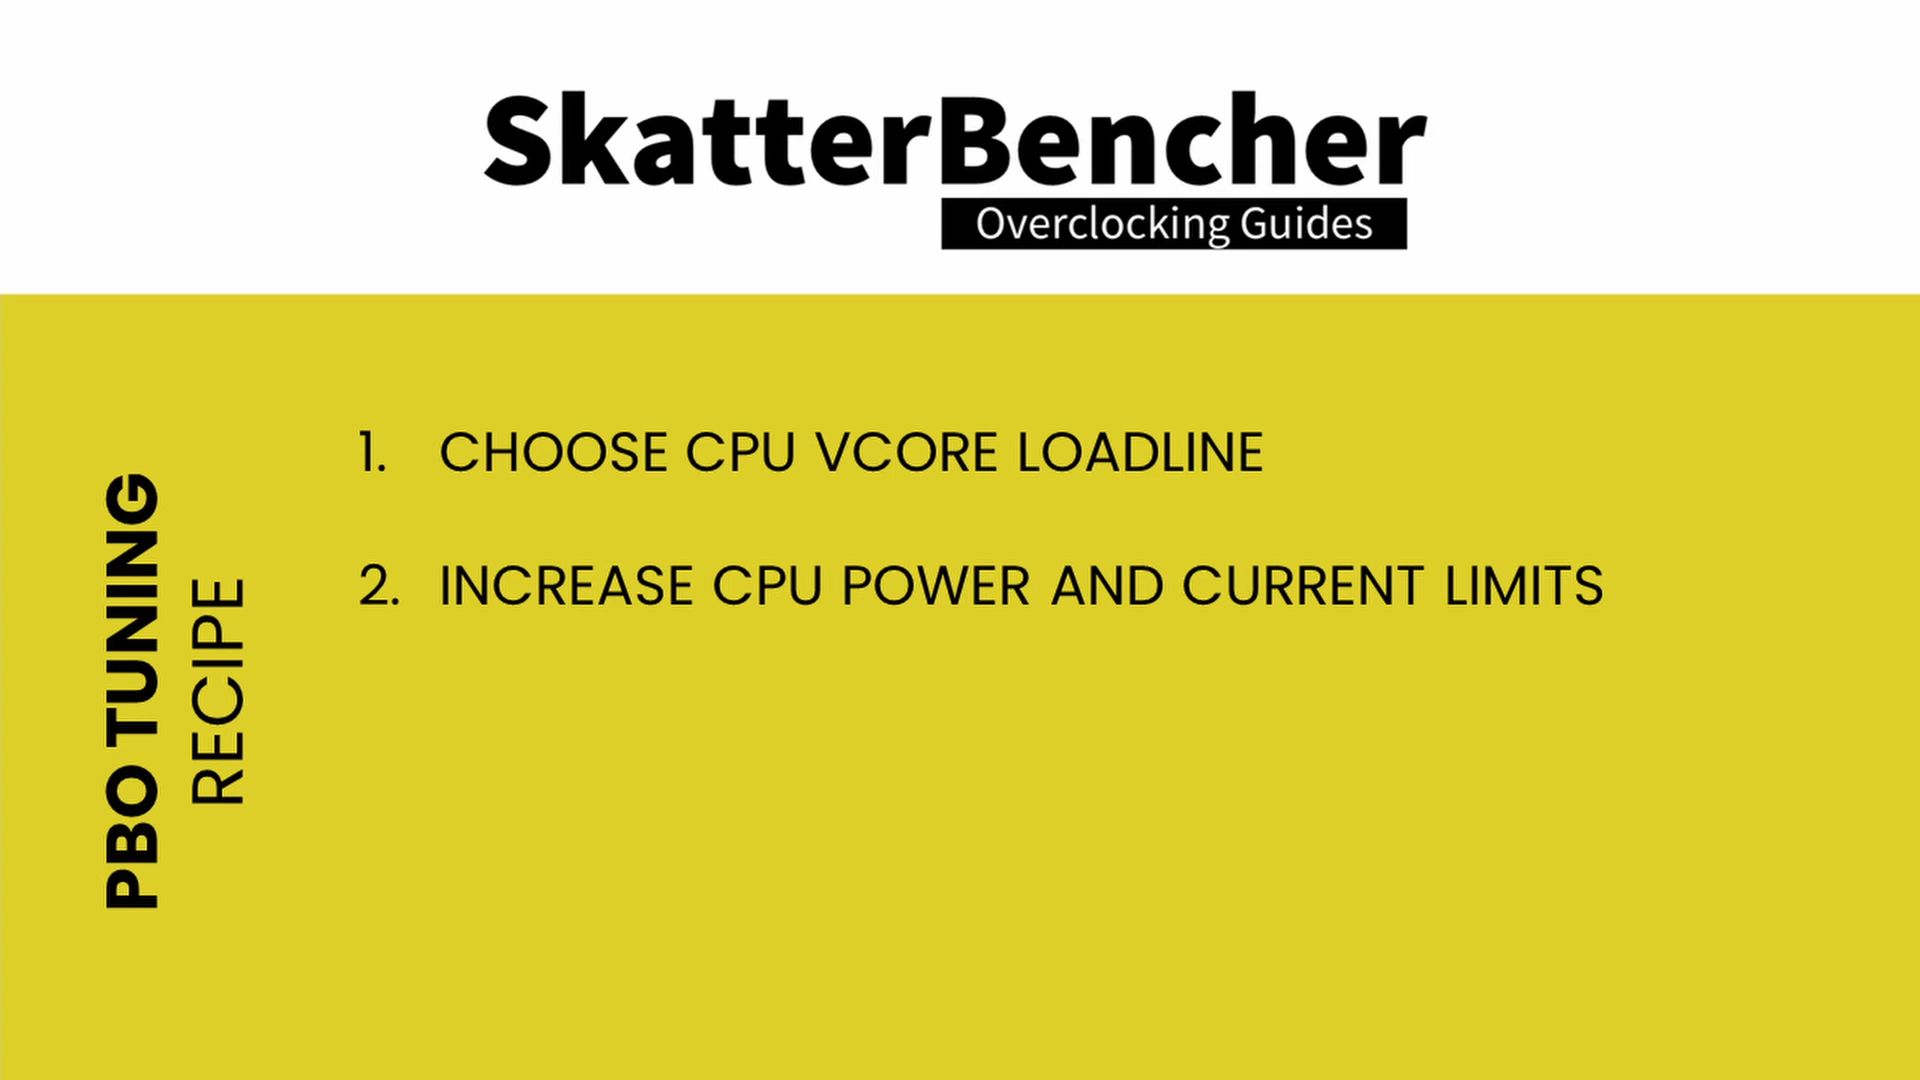 SkatterBencher
Overclocking Guides
PBO TUNING
RECIPE
1. CHOOSE CPU VCORE LOADLINE
2. INCREASE CPU POWER AND CURRENT LIMITS